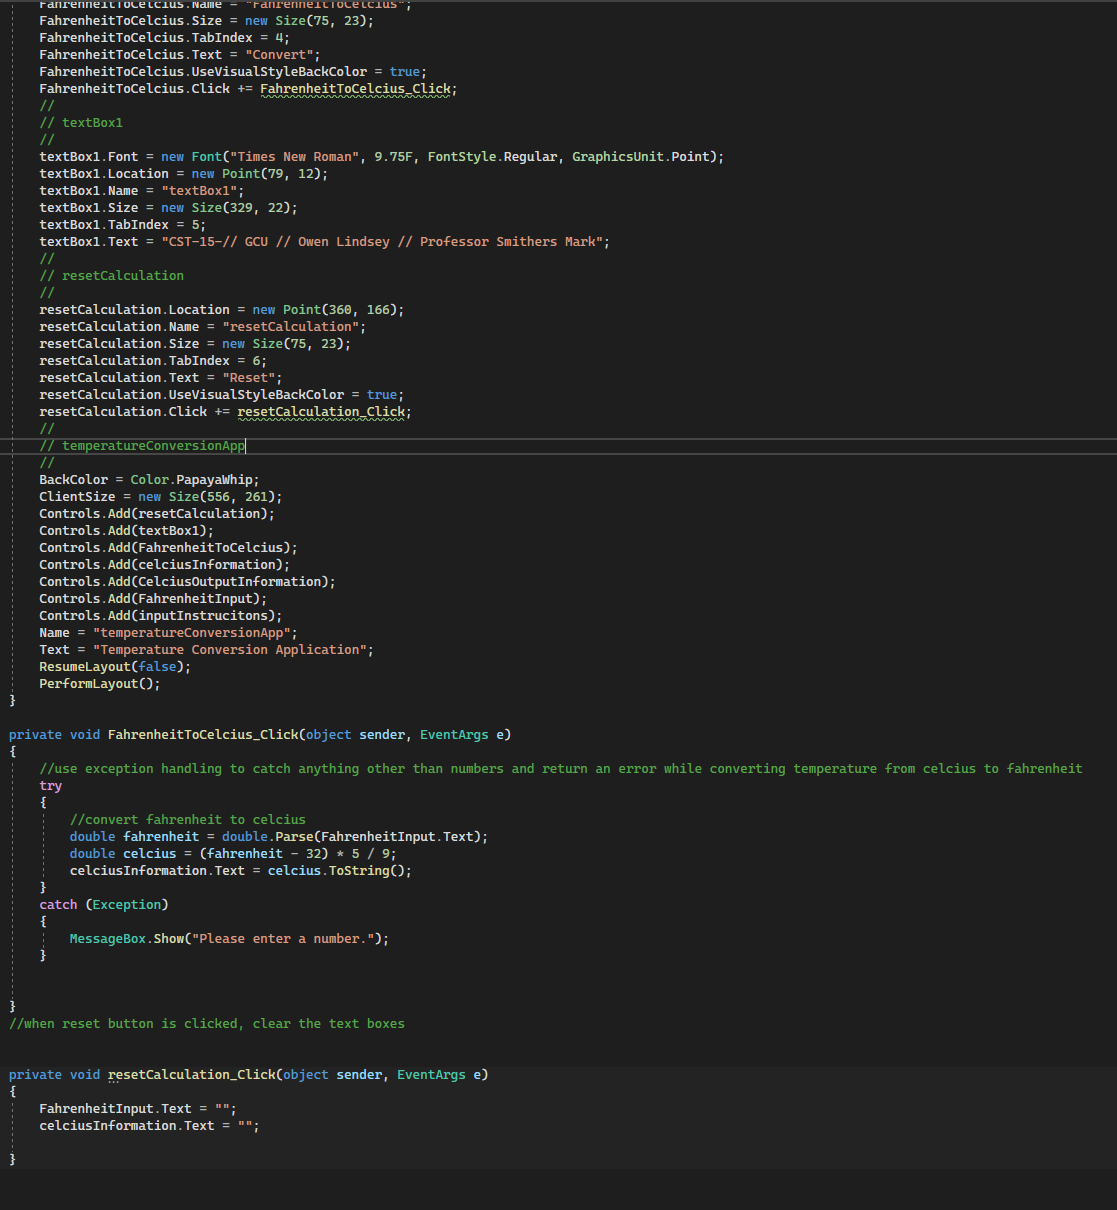 FahrenheitToCelcius.Name = "FahrenheitToCelcius";
FahrenheitToCelcius.Size = new Size(75, 23);
FahrenheitToCelcius.TabIndex = 4;
FahrenheitToCelcius.Text = "Convert";
FahrenheitToCelcius.UseVisualStyleBackColor = true;
FahrenheitToCelcius.Click += FahrenheitToCelcius_Click;
//
// textBox1
//
textBox1.Font = new Font("Times New Roman", 9.75F, FontStyle.Regular, GraphicsUnit.Point);
textBox1.Location = new Point(79, 12);
textBox1.Name = "textBox1";
textBox1.Size = new Size(329, 22);
textBox1.TabIndex = 5;
textBox1.Text = "CST-15-// GCU // Owen Lindsey // Professor Smithers Mark";
//
// resetCalculation
//
resetCalculation.Location = new Point(360, 166);
resetCalculation.Name = "resetCalculation";
resetCalculation.Size = new Size(75, 23);
resetCalculation.TabIndex = 6;
resetCalculation.Text = "Reset";
resetCalculation.UseVisualStyleBackColor = true;
resetCalculation.Click += resetCalculation_Click;
//
// temperatureConversionApp
//
BackColor = Color.PapayaWhip;
ClientSize = new Size(556, 261);
Controls.Add(resetCalculation);
Controls.Add(textBox1);
Controls.Add(FahrenheitToCelcius);
Controls.Add(celciusInformation);
Controls.Add(CelciusOutputInformation);
Controls.Add(FahrenheitInput);
Controls.Add(inputInstrucitons);
Name = "temperatureConversionApp";
Text = "Temperature Conversion Application";
ResumeLayout(false);
PerformLayout();
}
private void FahrenheitToCelcius_Click(object sender, EventArgs e)
{
//use exception handling to catch anything other than numbers and return an error while converting temperature from celcius to fahrenheit
try
{
//convert fahrenheit to celcius
double fahrenheit = double.Parse(FahrenheitInput.Text);
double celcius = (fahrenheit - 32) * 5 / 9;
celciusInformation.Text = celcius.ToString();
}
catch (Exception)
{
MessageBox.Show("Please enter a number.");
}
}
//when reset button is clicked, clear the text boxes
private void resetCalculation_Click(object sender, EventArgs e)
{
FahrenheitInput.Text = "";
celciusInformation.Text = "";
}